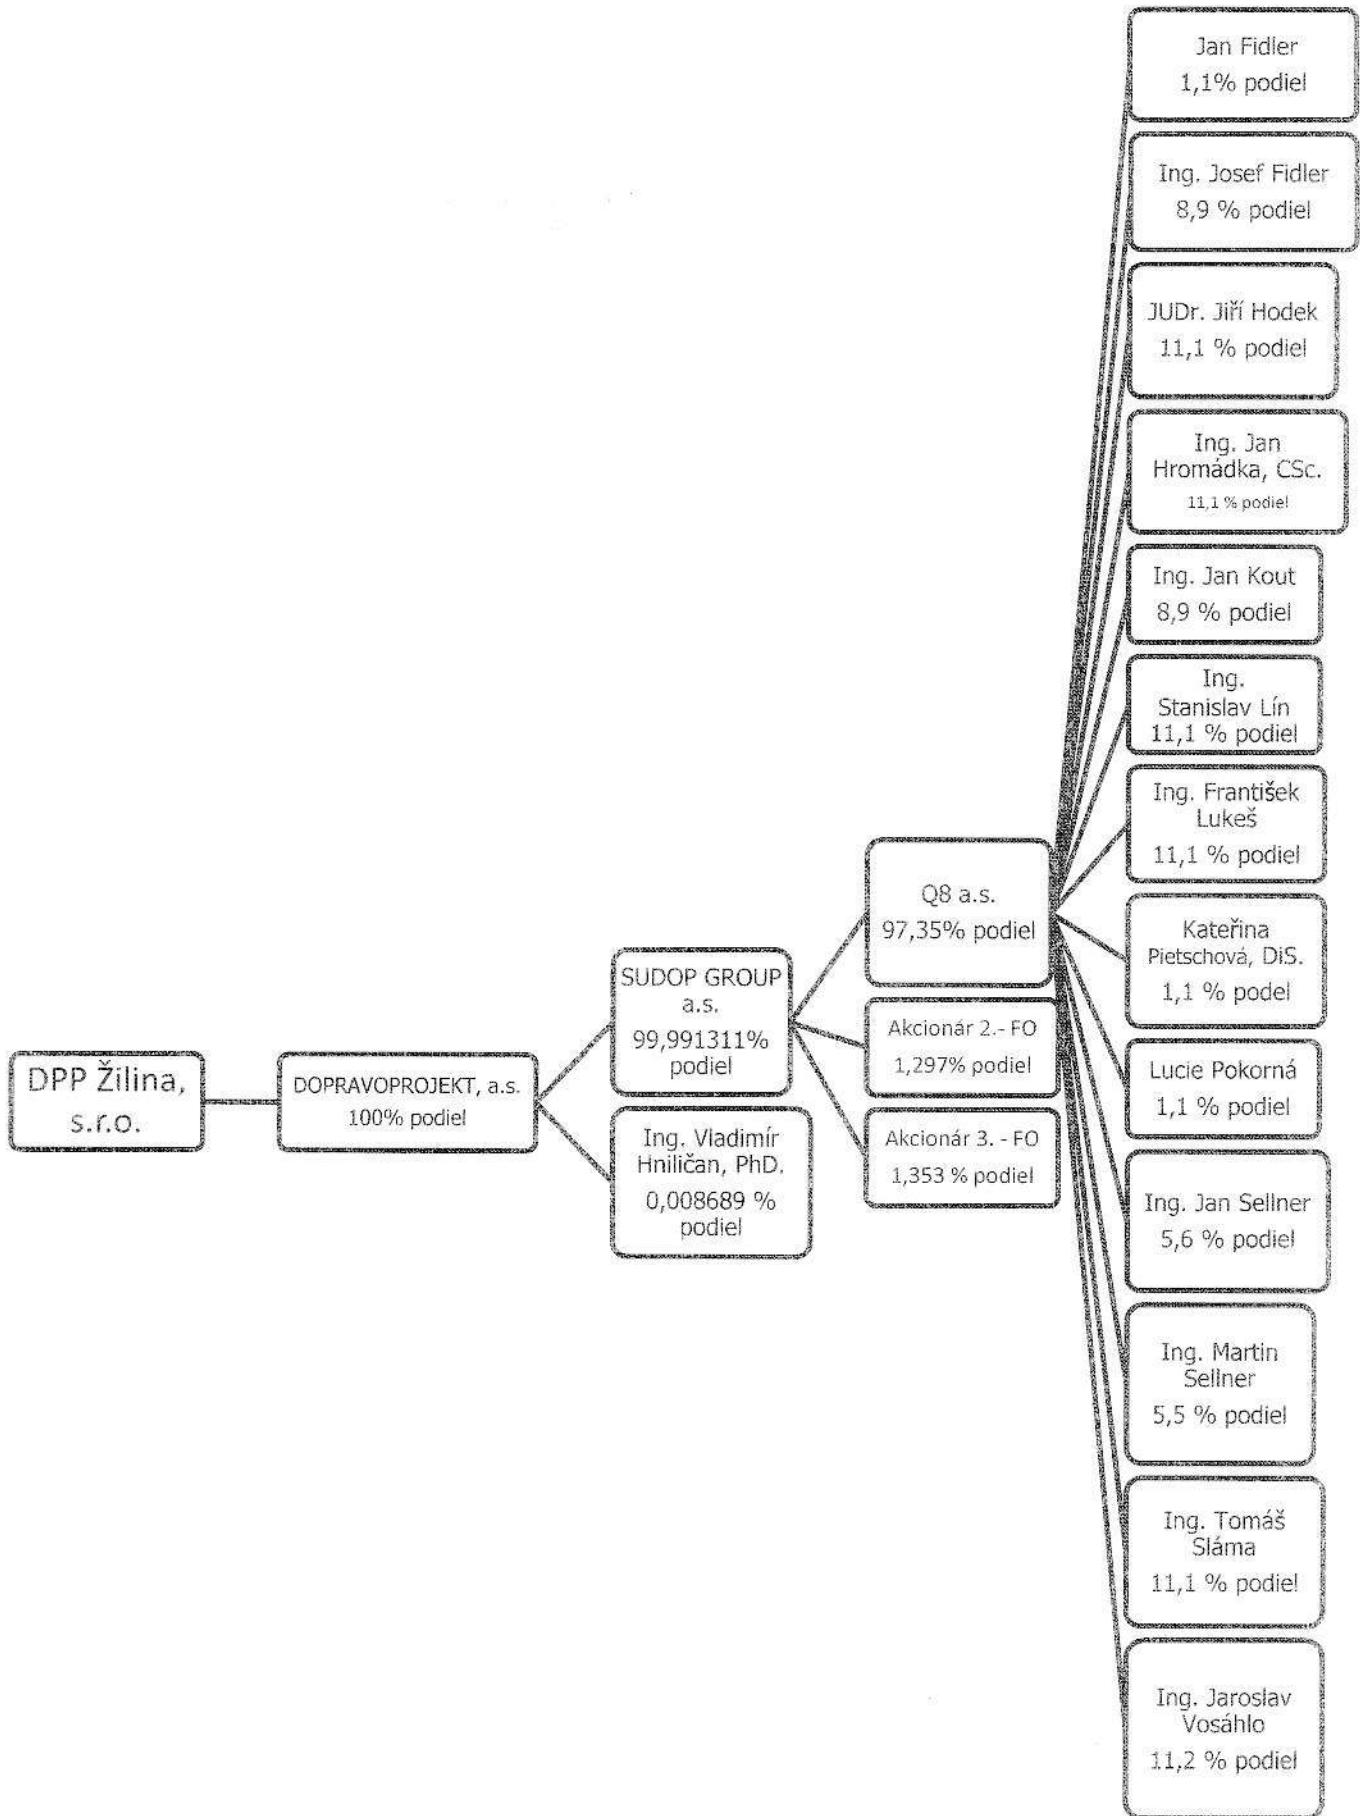 DPP Žilina,
s.r.o.
DOPRAVOPROJEKT, a.s.
100% podiel
SUDOP GROUP
a.s.
99,991311%
podiel
Ing. Vladimír
Hniličan, PhD.
0,008689 %
podiel
Q8 a.s.
97,35% podiel
Akcionár 2.- FO
1,297% podiel
Akcionár 3. - FO
1,353 % podiel
Jan Fidler
1,1% podiel
Ing. Josef Fidler
8,9 % podiel
JUDr. Jiří Hodek
11,1 % podiel
Ing. Jan
Hromádka, CSc.
11,1 % podiel
Ing. Jan Kout
8,9 % podiel
Ing.
Stanislav Lín
11,1 % podiel
Ing. František
Lukeš
11,1 % podiel
Kateřina
Pietschová, DiS.
1,1 % podel
Lucie Pokorná
1,1 % podiel
Ing. Jan Sellner
5,6 % podiel
Ing. Martin
Sellner
5,5 % podiel
Ing. Tomáš
Sláma
11,1 % podiel
Ing. Jaroslav
Vosáhlo
11,2 % podiel